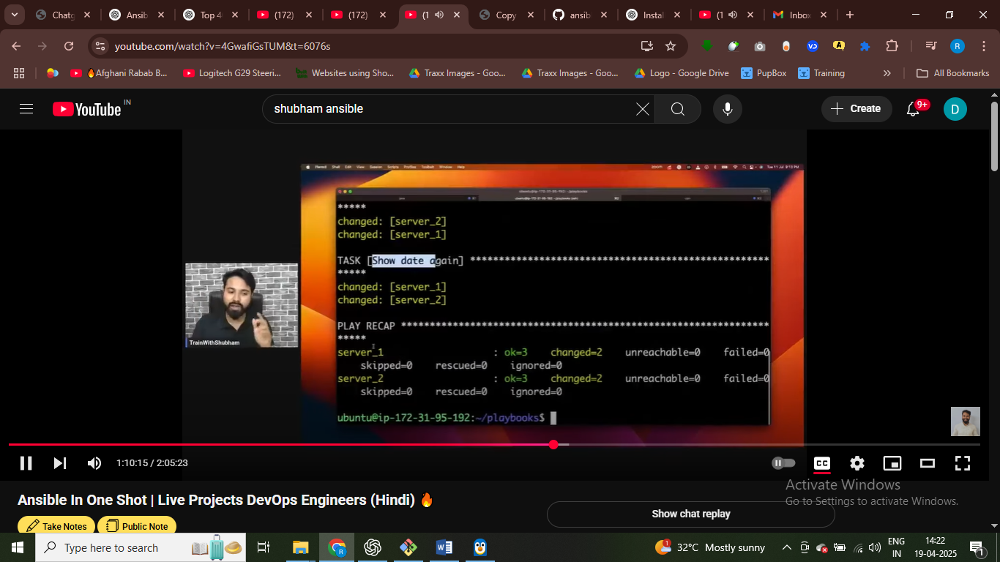 Chatg
Ansib
Top 4
(172)
(172)
(1
Copy
ansib
Instal
(1
Inbox
youtube.com/watch?v=4GwafiGsTUM&t=6076s
🔥Afghani Rabab B...
Logitech G29 Steeri...
Websites using Sho...
Traxx Images - Goo...
Traxx Images - Goo...
Logo - Google Drive
PupBox
Training
»
All Bookmarks
YouTube IN
shubham ansible
Create
9+
D
*****
changed: [server_2]
changed: [server_1]
TASK [Show date again] ****************************************************
*****
changed: [server_1]
changed: [server_2]
PLAY RECAP ****************************************************************
*****
server_1 : ok=3 changed=2 unreachable=0 failed=0
skipped=0 rescued=0 ignored=0
server_2 : ok=3 changed=2 unreachable=0 failed=0
skipped=0 rescued=0 ignored=0
ubuntu@ip-172-31-95-192:~/playbooks$
TrainWithShubham
1:10:15 / 2:05:23
CC
Activate Windows
Go to Settings to activate Windows.
Ansible In One Shot | Live Projects DevOps Engineers (Hindi) 🔥
Show chat replay
Take Notes
Public Note
Type here to search
32°C Mostly sunny
ENG
IN
14:22
19-04-2025